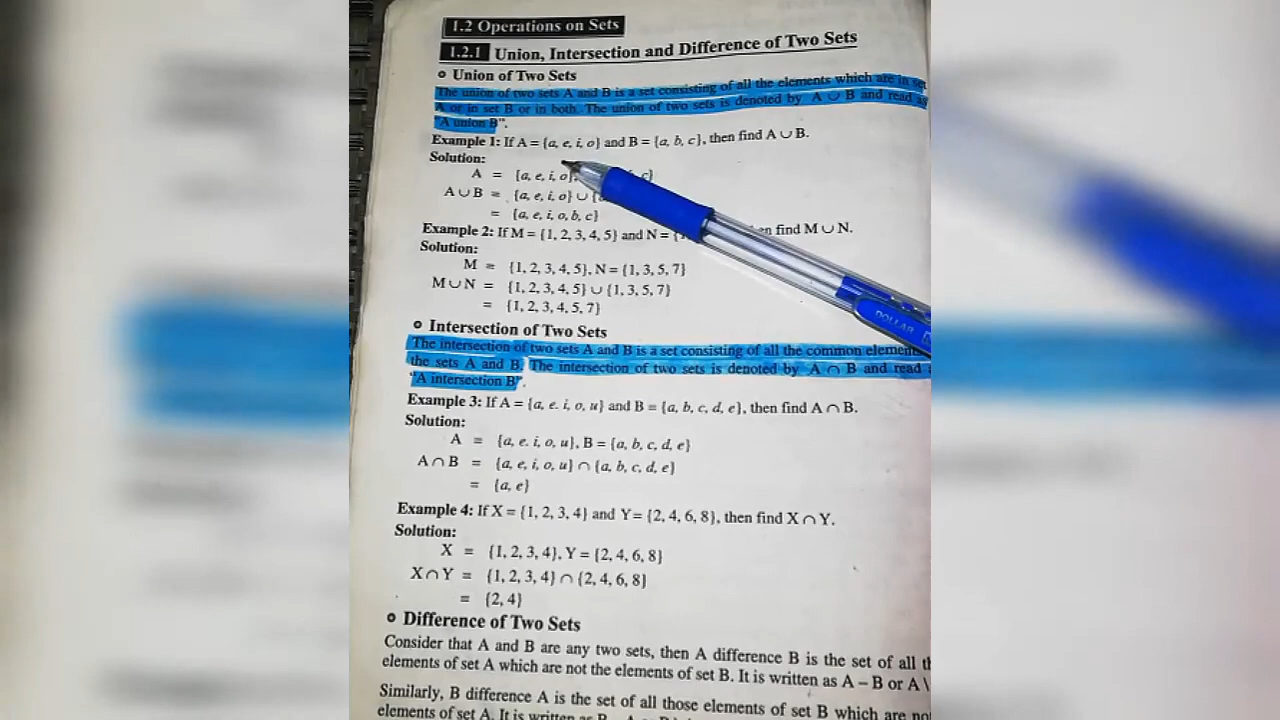 1.2 Operations on Sets
1.2.1 Union, Intersection and Difference of Two Sets
Union of Two Sets
The union of two sets A and B is a set consisting of all the elements which are in set
A or in set B or in both. The union of two sets is denoted by A ∪ B and read as
"A union B".
Example 1: If A = {a, e, i, o} and B = {a, b, c}, then find A ∪ B.
Solution:
A = {a, e, i, o}, c}
A ∪ B = {a, e, i, o} ∪ {
= {a, e, i, o, b, c}
Example 2: If M = {1, 2, 3, 4, 5} and N = { find M ∪ N.
Solution:
M = {1, 2, 3, 4, 5}, N = {1, 3, 5, 7}
M ∪ N = {1, 2, 3, 4, 5} ∪ {1, 3, 5, 7}
= {1, 2, 3, 4, 5, 7}
Intersection of Two Sets
The intersection of two sets A and B is a set consisting of all the common
the sets A and B. The intersection of two sets is denoted by A ∩ B and read
"A intersection B".
Example 3: If A = {a, e. i, o, u} and B = {a, b, c, d, e}, then find A ∩ B.
Solution:
A = {a, e. i, o, u}, B = {a, b, c, d, e}
A ∩ B = {a, e, i, o, u} ∩ {a, b, c, d, e}
= {a, e}
Example 4: If X = {1, 2, 3, 4} and Y = {2, 4, 6, 8}, then find X ∩ Y.
Solution:
X = {1, 2, 3, 4}, Y = {2, 4, 6, 8}
X ∩ Y = {1, 2, 3, 4} ∩ {2, 4, 6, 8}
= {2, 4}
Difference of Two Sets
Consider that A and B are any two sets, then A difference B is the set of all
elements of set A which are not the elements of set B. It is written as A – B or A \
Similarly, B difference A is the set of all those elements of set B which are
elements of set A. It is written as B
DOLLAR